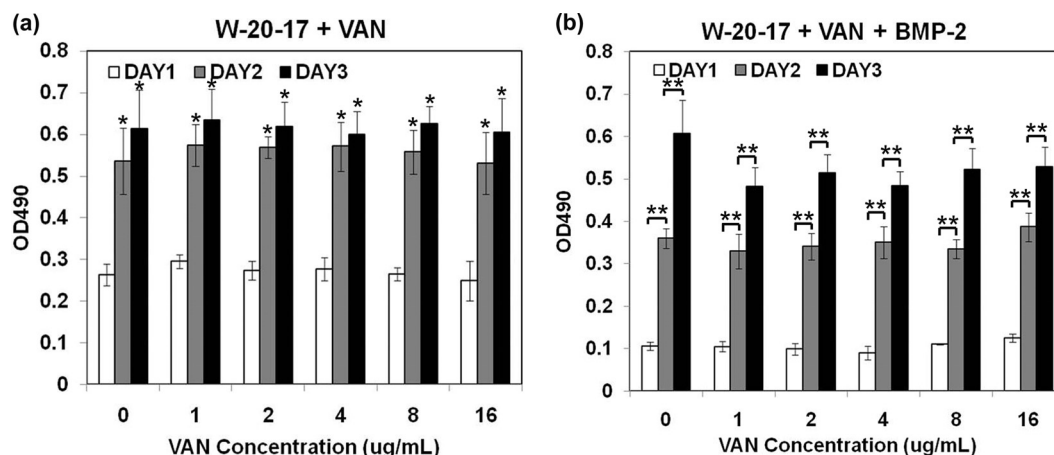 (a)
W-20-17 + VAN
0.8
0.7
0.6
0.5
0.4
0.3
0.2
0.1
0
OD490
DAY1 DAY2 DAY3
* * * * * *
* * * * * *
0 1 2 4 8 16
VAN Concentration (ug/mL)
(b)
W-20-17 + VAN + BMP-2
0.8
0.7
0.6
0.5
0.4
0.3
0.2
0.1
0
OD490
DAY1 DAY2 DAY3
** ** ** ** ** **
** ** ** ** ** **
0 1 2 4 8 16
VAN Concentration (ug/mL)